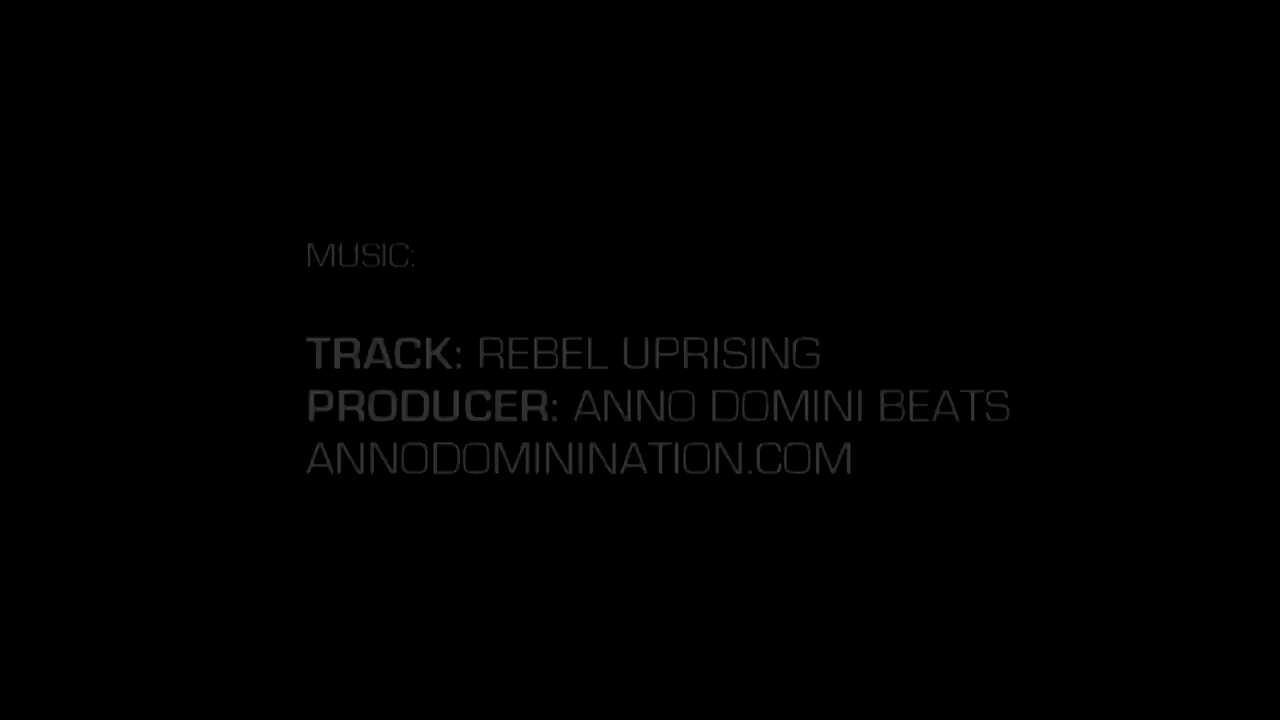 MUSIC:
TRACK: REBEL UPRISING
PRODUCER: ANNO DOMINI BEATS
ANNODOMININATION.COM